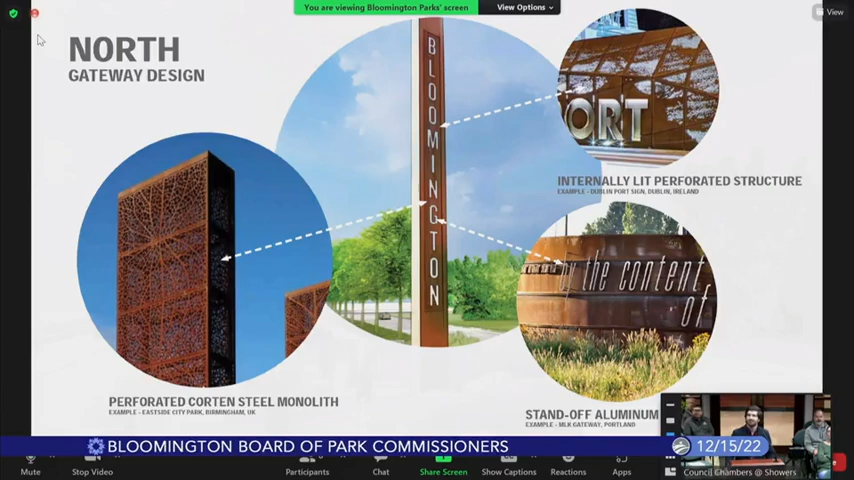 You are viewing Bloomington Parks' screen
View Options
View
NORTH
GATEWAY DESIGN
BLOOMINGTON
ORT
INTERNALLY LIT PERFORATED STRUCTURE
EXAMPLE - DUBLIN PORT SIGN, DUBLIN, IRELAND
by the content
of
PERFORATED CORTEN STEEL MONOLITH
EXAMPLE - EASTSIDE CITY PARK, BIRMINGHAM, UK
STAND-OFF ALUMINUM
EXAMPLE - MLK GATEWAY, PORTLAND
BLOOMINGTON BOARD OF PARK COMMISSIONERS
12/15/22
Mute
Stop Video
Participants
Chat
Share Screen
Show Captions
Reactions
Apps
Council Chambers @ Showers